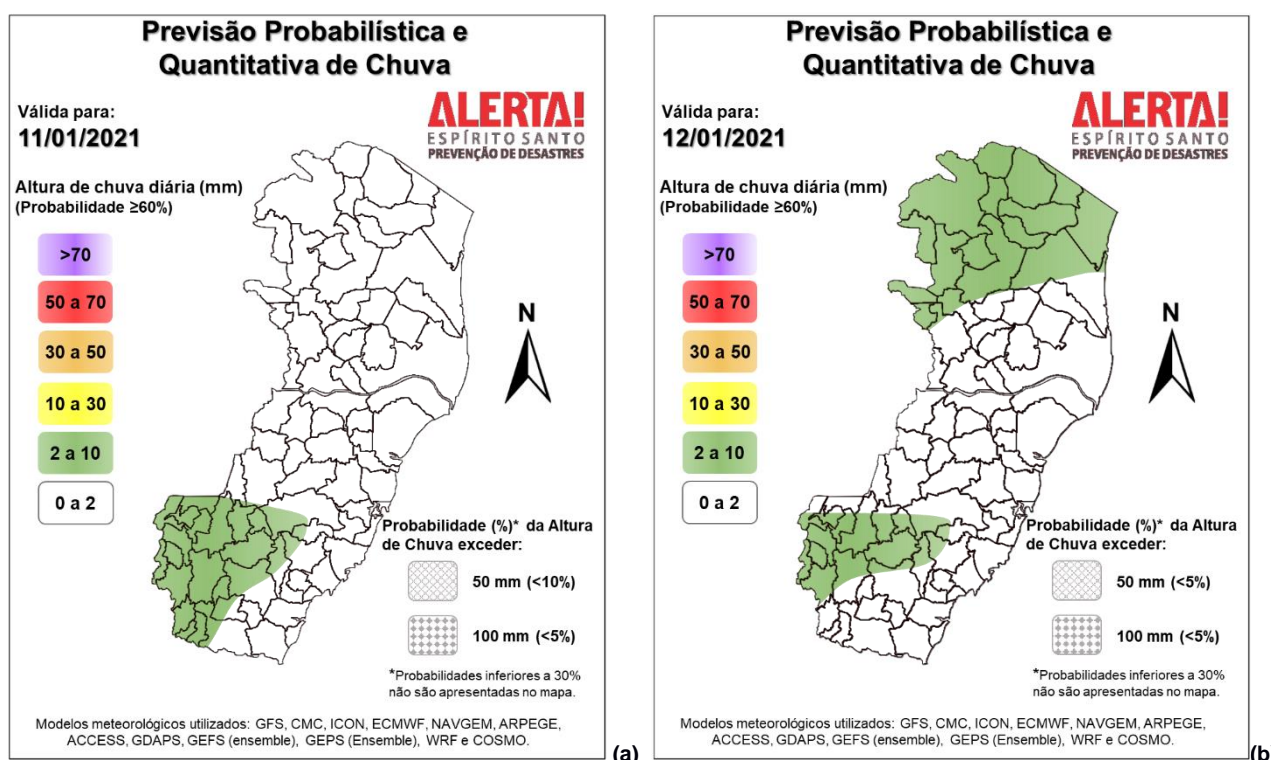 Previsão Probabilística e
Quantitativa de Chuva
Válida para:
11/01/2021
ALERTA!
ESPÍRITO SANTO
PREVENÇÃO DE DESASTRES
Altura de chuva diária (mm)
(Probabilidade ≥60%)
>70
50 a 70
30 a 50
10 a 30
2 a 10
0 a 2
N
Probabilidade (%)* da Altura
de Chuva exceder:
50 mm (<10%)
100 mm (<5%)
*Probabilidades inferiores a 30%
não são apresentadas no mapa.
Modelos meteorológicos utilizados: GFS, CMC, ICON, ECMWF, NAVGEM, ARPEGE,
ACCESS, GDAPS, GEFS (ensemble), GEPS (Ensemble), WRF e COSMO.
(a)
Previsão Probabilística e
Quantitativa de Chuva
Válida para:
12/01/2021
ALERTA!
ESPÍRITO SANTO
PREVENÇÃO DE DESASTRES
Altura de chuva diária (mm)
(Probabilidade ≥60%)
>70
50 a 70
30 a 50
10 a 30
2 a 10
0 a 2
N
Probabilidade (%)* da Altura
de Chuva exceder:
50 mm (<5%)
100 mm (<5%)
*Probabilidades inferiores a 30%
não são apresentadas no mapa.
Modelos meteorológicos utilizados: GFS, CMC, ICON, ECMWF, NAVGEM, ARPEGE,
ACCESS, GDAPS, GEFS (ensemble), GEPS (Ensemble), WRF e COSMO.
(b